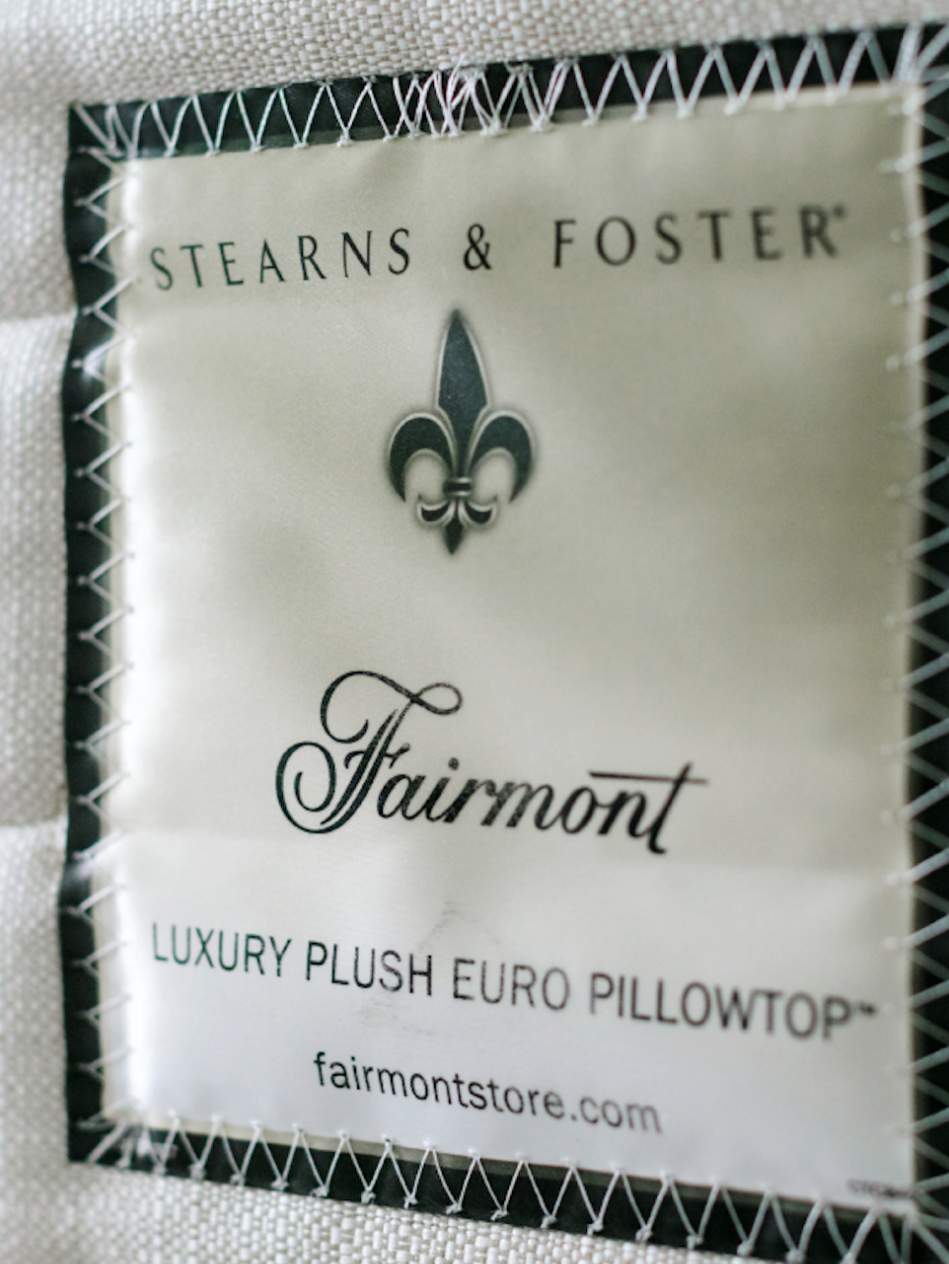 STEARNS & FOSTER®
Fairmont
LUXURY PLUSH EURO PILLOWTOP™
fairmontstore.com